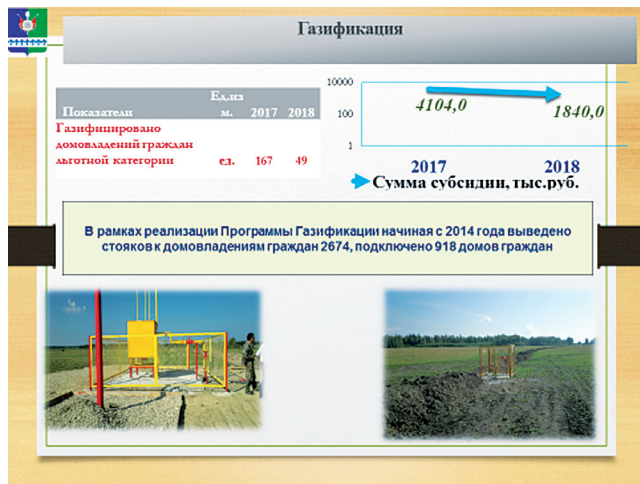 Газификация
Показатели Ед.из м. 2017 2018
Газифицировано
домовладений граждан
льготной категории ед. 167 49
10000
100
1
4104,0
1840,0
2017 2018
Сумма субсидии, тыс.руб.
В рамках реализации Программы Газификации начиная с 2014 года выведено
стояков к домовладениям граждан 2674, подключено 918 домов граждан